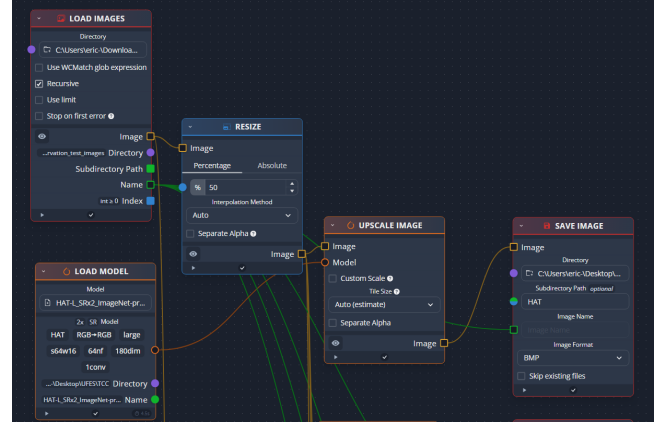 LOAD IMAGES
Directory
C:\Users\eric-\Downloa...
Use WCMatch glob expression
Recursive
Use limit
Stop on first error
Image
...rvation_test_images Directory
Subdirectory Path
Name
int ≥ 0 Index
RESIZE
Image
Percentage Absolute
% 50
Interpolation Method
Auto
Separate Alpha
Image
LOAD MODEL
Model
HAT-L_SRx2_ImageNet-pr...
2x SR Model
HAT RGB→RGB large
s64w16 64nf 180dim
1conv
...-\Desktop\UFES\TCC Directory
HAT-L_SRx2_ImageNet-pr... Name
UPSCALE IMAGE
Image
Model
Custom Scale
Tile Size
Auto (estimate)
Separate Alpha
Image
SAVE IMAGE
Image
Directory
C:\Users\eric-\Desktop\...
Subdirectory Path optional
HAT
Image Name
Image Name
Image Format
BMP
Skip existing files